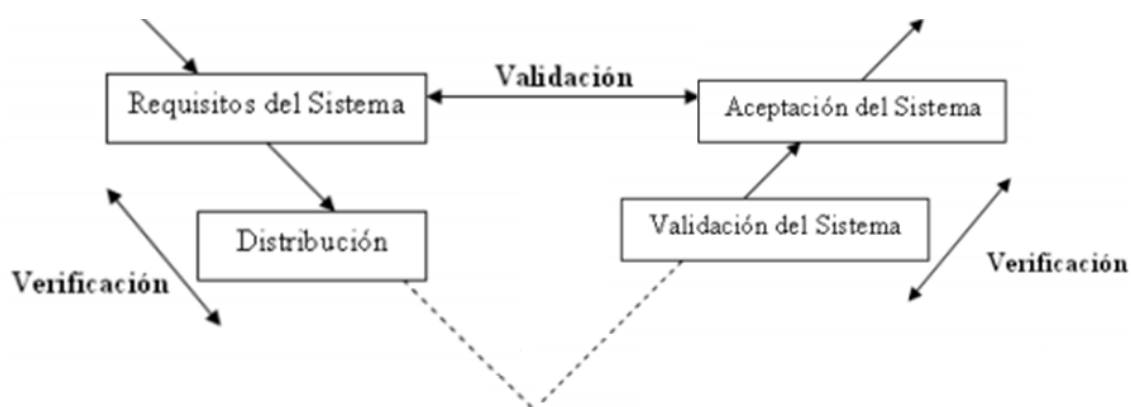 Validación
Requisitos del Sistema
Aceptación del Sistema
Distribución
Validación del Sistema
Verificación
Verificación